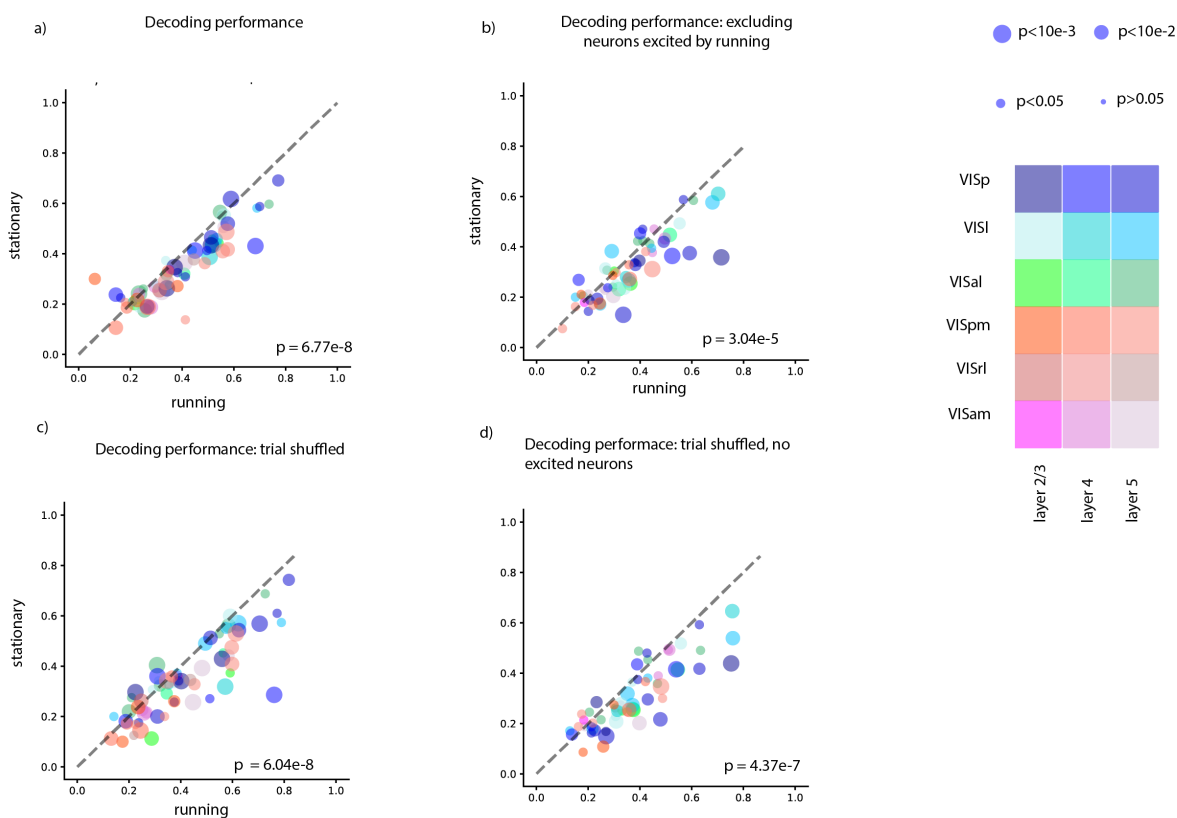 a)
Decoding performance
1.0
0.8
0.6
0.4
0.2
0.0
stationary
p = 6.77e-8
0.0 0.2 0.4 0.6 0.8 1.0
running
b)
Decoding performance: excluding
neurons excited by running
1.0
0.8
0.6
0.4
0.2
0.0
stationary
p = 3.04e-5
0.0 0.2 0.4 0.6 0.8 1.0
running
p<10e-3 p<10e-2
p<0.05 p>0.05
VISp
VISl
VISal
VISpm
VISrl
VISam
layer 2/3
layer 4
layer 5
c)
Decoding performance: trial shuffled
1.0
0.8
0.6
0.4
0.2
0.0
stationary
p = 6.04e-8
0.0 0.2 0.4 0.6 0.8 1.0
running
d)
Decoding performace: trial shuffled, no
excited neurons
1.0
0.8
0.6
0.4
0.2
0.0
p = 4.37e-7
0.0 0.2 0.4 0.6 0.8 1.0